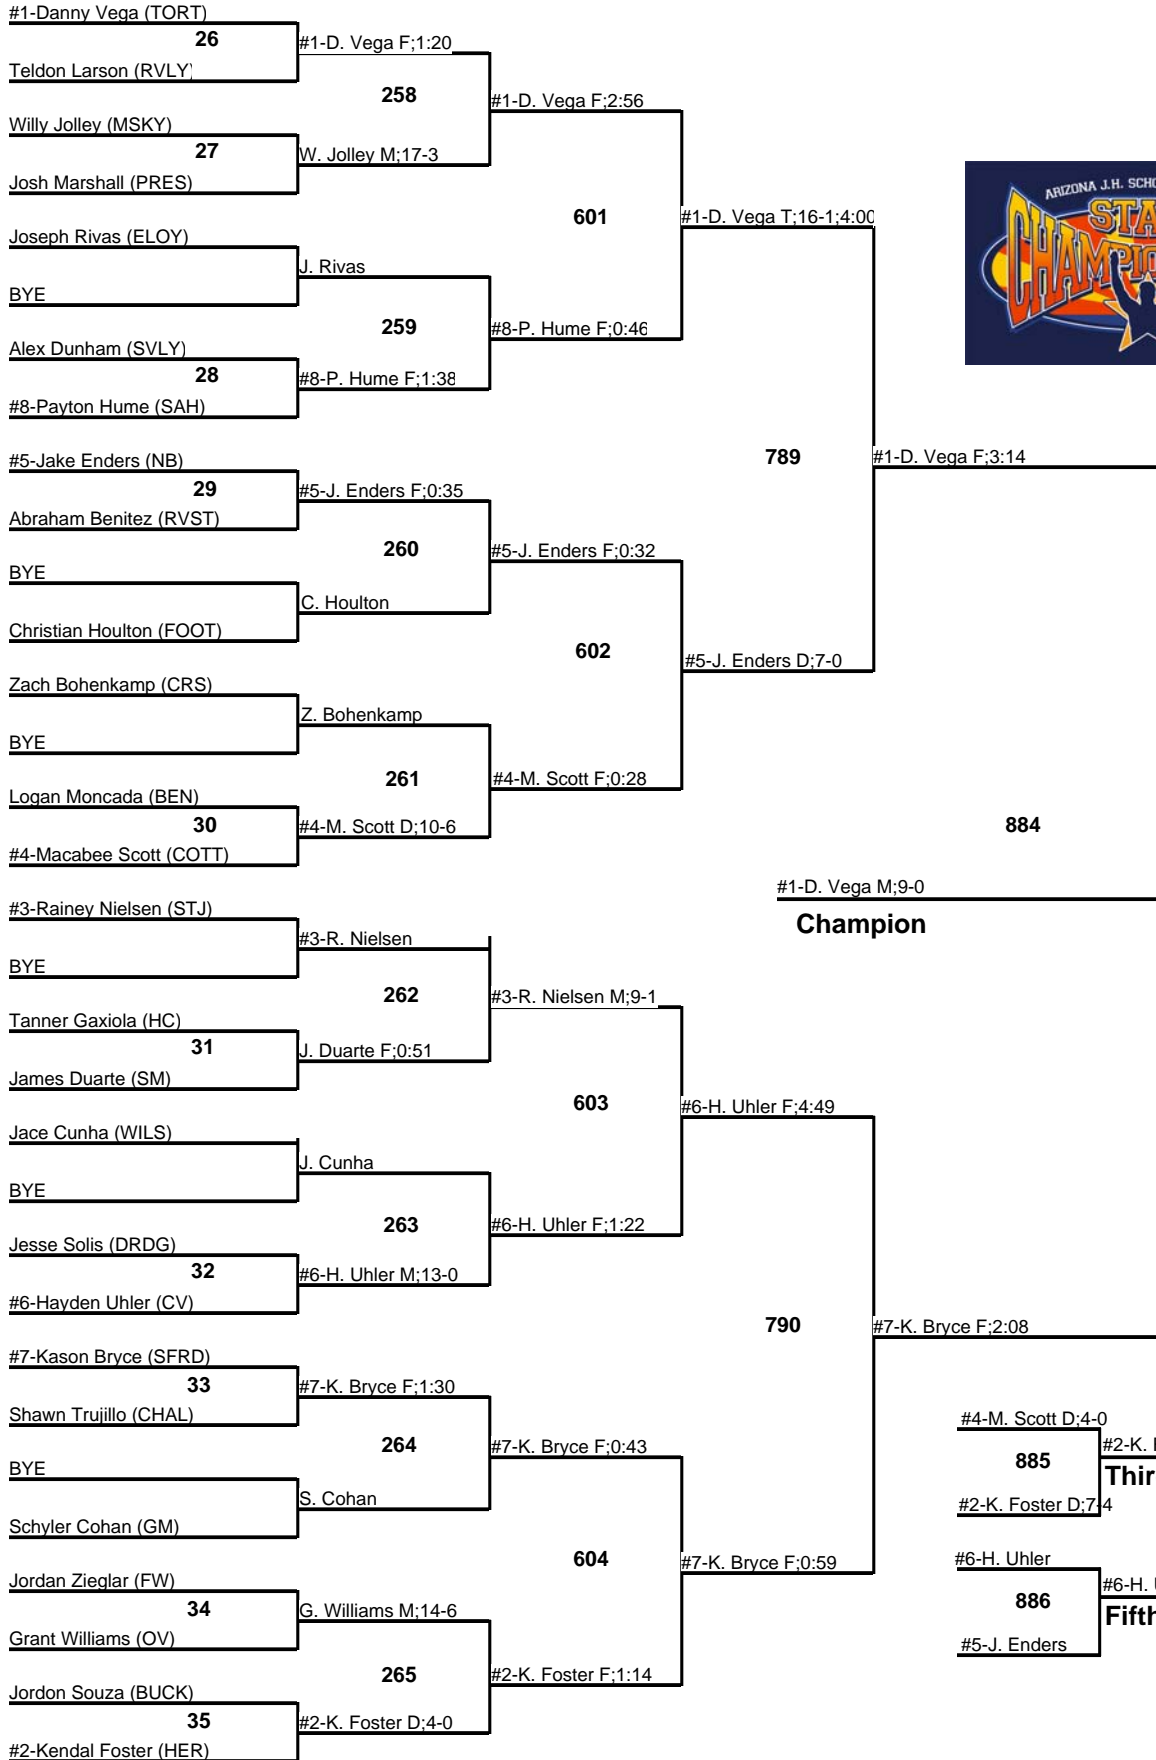 #1-Danny Vega (TORT)
26
#1-D. Vega F;1:20
Teldon Larson (RVLY)
258
#1-D. Vega F;2:56
Willy Jolley (MSKY)
27
W. Jolley M;17-3
Josh Marshall (PRES)
601
#1-D. Vega T;16-1;4:00
Joseph Rivas (ELOY)
J. Rivas
BYE
259
#8-P. Hume F;0:46
Alex Dunham (SVLY)
28
#8-P. Hume F;1:38
#8-Payton Hume (SAH)
ARIZONA J.H.
789
#1-D. Vega F;3:14
#5-Jake Enders (NB)
29
#5-J. Enders F;0:35
Abraham Benitez (RVST)
260
#5-J. Enders F;0:32
BYE
C. Houlton
Christian Houlton (FOOT)
602
#5-J. Enders D;7-0
Zach Bohenkamp (CRS)
Z. Bohenkamp
BYE
261
#4-M. Scott F;0:28
Logan Moncada (BEN)
30
#4-M. Scott D;10-6
#4-Macabee Scott (COTT)
884
#1-D. Vega M;9-0
Champion
#3-Rainey Nielsen (STJ)
#3-R. Nielsen
BYE
262
#3-R. Nielsen M;9-1
Tanner Gaxiola (HC)
31
J. Duarte F;0:51
James Duarte (SM)
603
#6-H. Uhler F;4:49
Jace Cunha (WILS)
J. Cunha
BYE
263
#6-H. Uhler F;1:22
Jesse Solis (DRDG)
32
#6-H. Uhler M;13-0
#6-Hayden Uhler (CV)
790
#7-K. Bryce F;2:08
#7-Kason Bryce (SFRD)
33
#7-K. Bryce F;1:30
Shawn Trujillo (CHAL)
264
#7-K. Bryce F;0:43
BYE
S. Cohan
Schyler Cohan (GM)
604
#7-K. Bryce F;0:59
Jordan Zieglar (FW)
34
G. Williams M;14-6
Grant Williams (OV)
265
#2-K. Foster F;1:14
Jordon Souza (BUCK)
35
#2-K. Foster D;4-0
#2-Kendal Foster (HER)
#4-M. Scott D;4-0
885
#2-K.
Thir
#2-K. Foster D;7-4
#6-H. Uhler
886
#6-H.
Fifth
#5-J. Enders